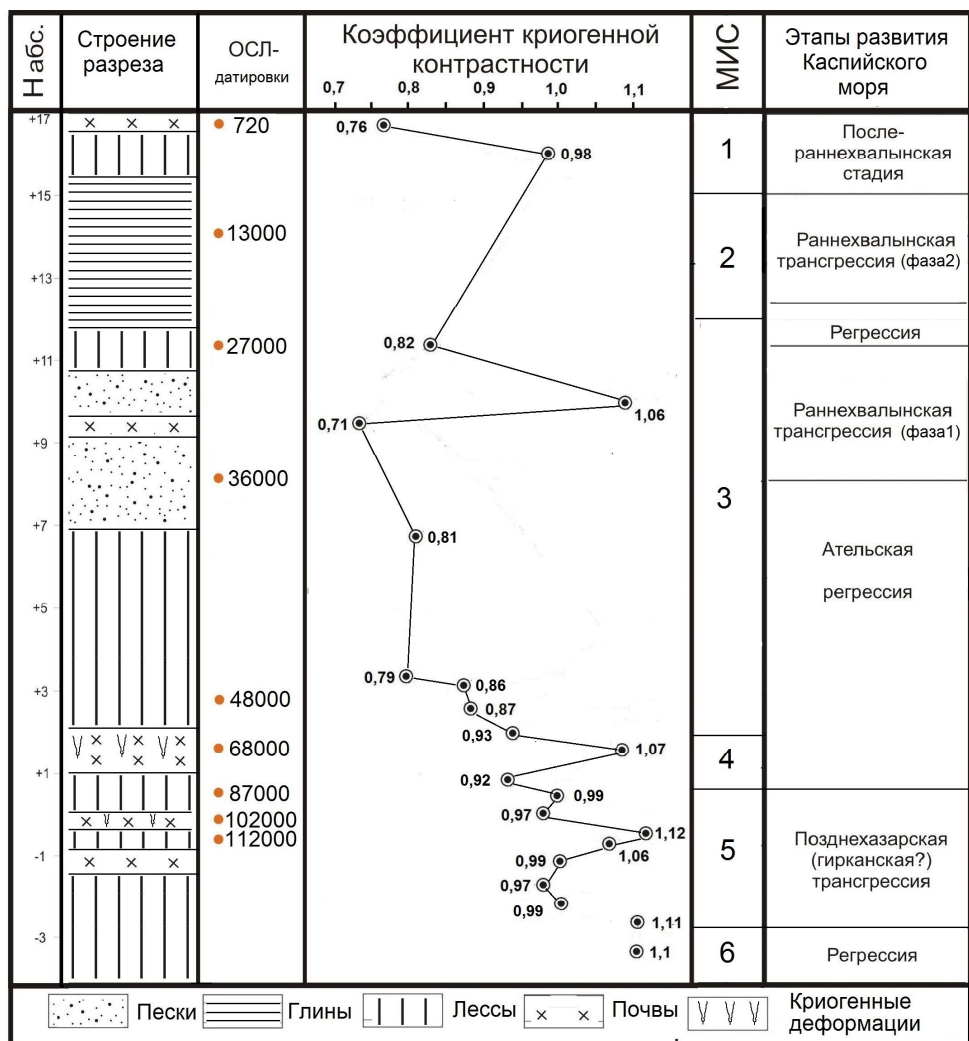 Н абс.
Строение
разреза
ОСЛ-
датировки
Коэффициент криогенной
контрастности
0,7 0,8 0,9 1,0 1,1
МИС
Этапы развития
Каспийского
моря
+17
+15
+13
+11
+9
+7
+5
+3
+1
-1
-3
720
13000
27000
36000
48000
68000
87000
102000
112000
0,76
0,98
0,82
1,06
0,71
0,81
0,79
0,86
0,87
0,93
1,07
0,92
0,99
0,97
1,12
1,06
0,99
0,97
0,99
1,11
1,1
1
2
3
4
5
6
После-
раннехвалынская
стадия
Раннехвалынская
трансгрессия (фаза2)
Регрессия
Раннехвалынская
трансгрессия (фаза1)
Ательская
регрессия
Позднехазарская
(гирканская?)
трансгрессия
Регрессия
Пески
Глины
Лессы
Почвы
Криогенные
деформации